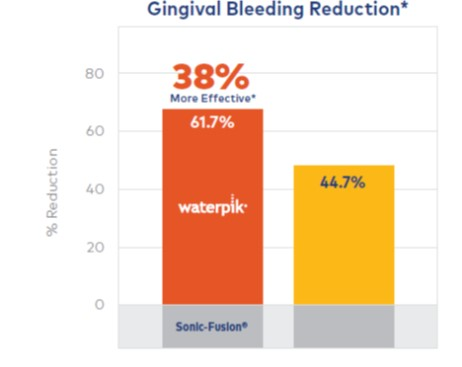 Gingival Bleeding Reduction*
38%
More Effective*
61.7%
44.7%
waterpik®
Sonic-Fusion®
% Reduction
80
60
40
20
0